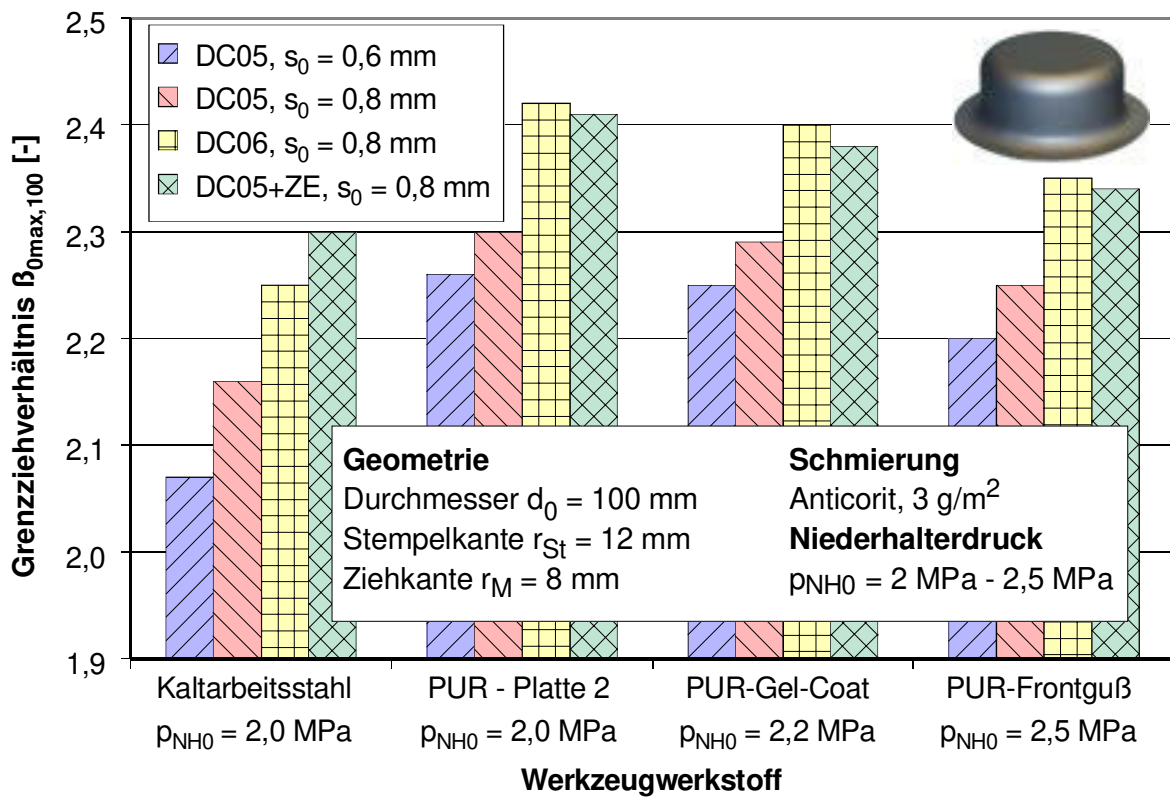 Grenzziehverhältnis ß0max,100 [-]
2,5
2,4
2,3
2,2
2,1
2,0
1,9
DC05, s0 = 0,6 mm
DC05, s0 = 0,8 mm
DC06, s0 = 0,8 mm
DC05+ZE, s0 = 0,8 mm
Geometrie
Durchmesser d0 = 100 mm
Stempelkante rSt = 12 mm
Ziehkante rM = 8 mm
Schmierung
Anticorit, 3 g/m²
Niederhalterdruck
pNH0 = 2 MPa - 2,5 MPa
Kaltarbeitsstahl
pNH0 = 2,0 MPa
PUR - Platte 2
pNH0 = 2,0 MPa
PUR-Gel-Coat
pNH0 = 2,2 MPa
PUR-Frontguß
pNH0 = 2,5 MPa
Werkzeugwerkstoff